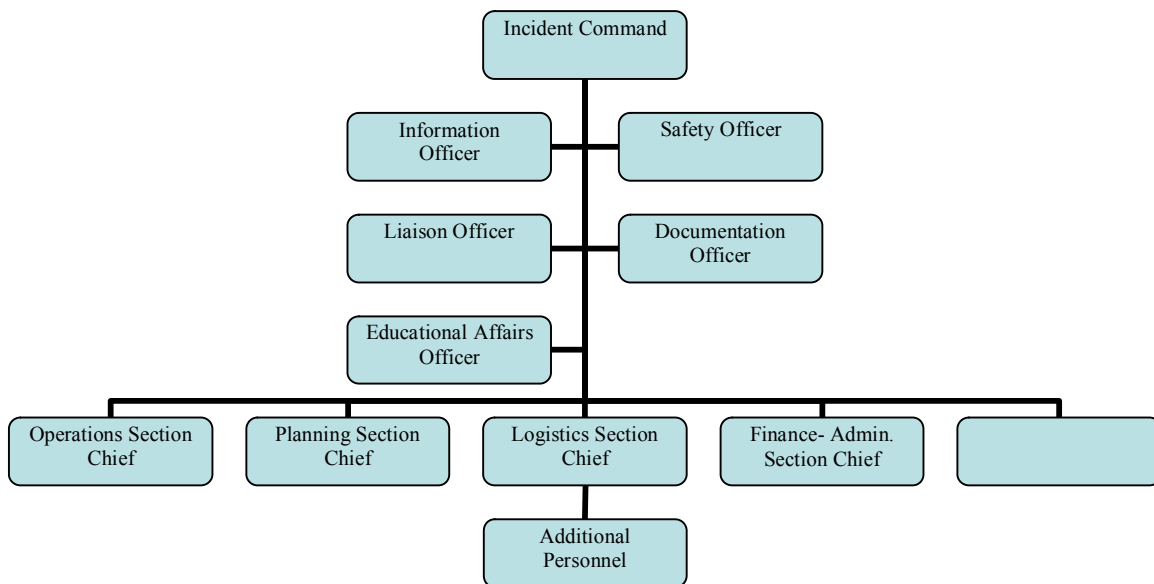 Incident Command
Information
Officer
Safety Officer
Liaison Officer
Documentation
Officer
Educational Affairs
Officer
Operations Section
Chief
Planning Section
Chief
Logistics Section
Chief
Finance- Admin.
Section Chief
Additional
Personnel